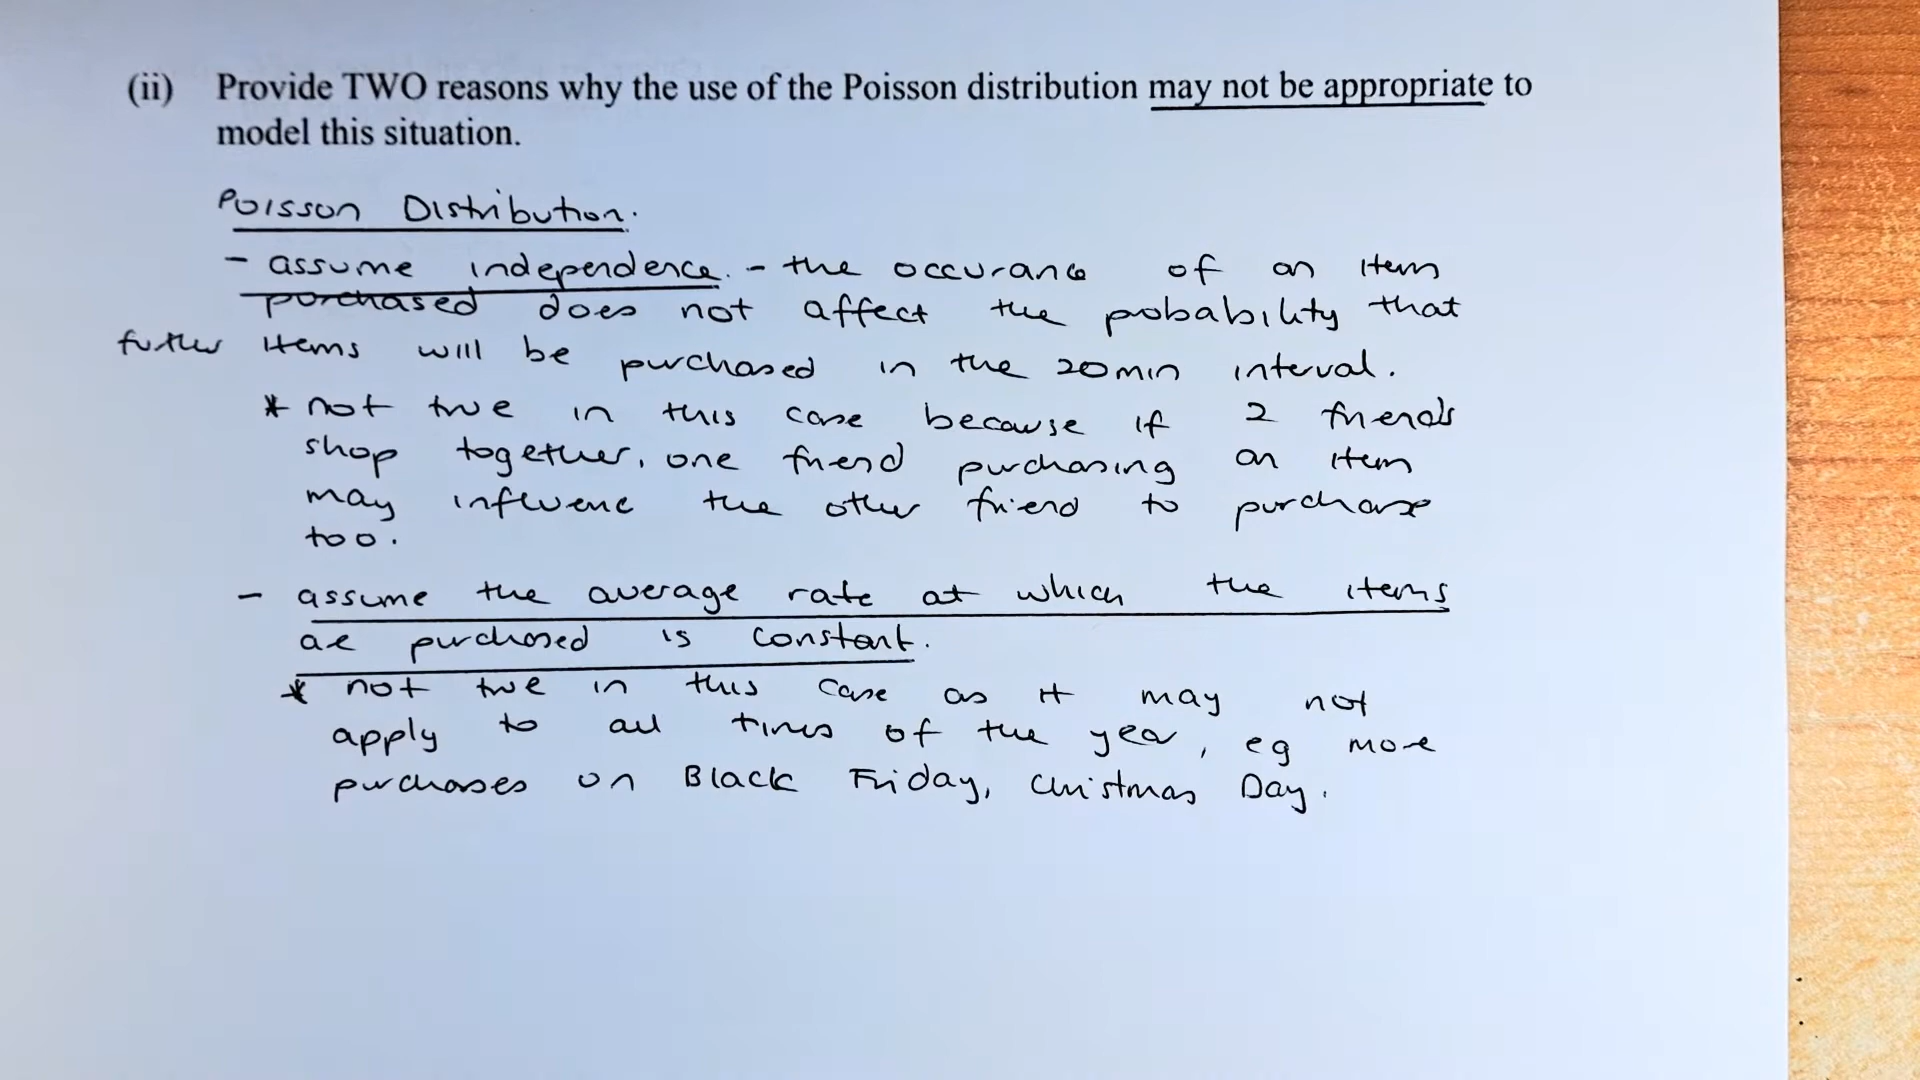 (ii) Provide TWO reasons why the use of the Poisson distribution may not be appropriate to
model this situation.
Poisson Distribution.
- assume independence. - the occurance of an item
purchased does not affect the probability that
further items will be purchased in the 20min interval.
* not true in this case because if 2 friends
shop together, one friend purchasing an item
may influence the other friend to purchase
too.
- assume the average rate at which the items
are purchased is constant.
* not true in this case as it may not
apply to all times of the year, eg more
purchases on Black Friday, Christmas Day.